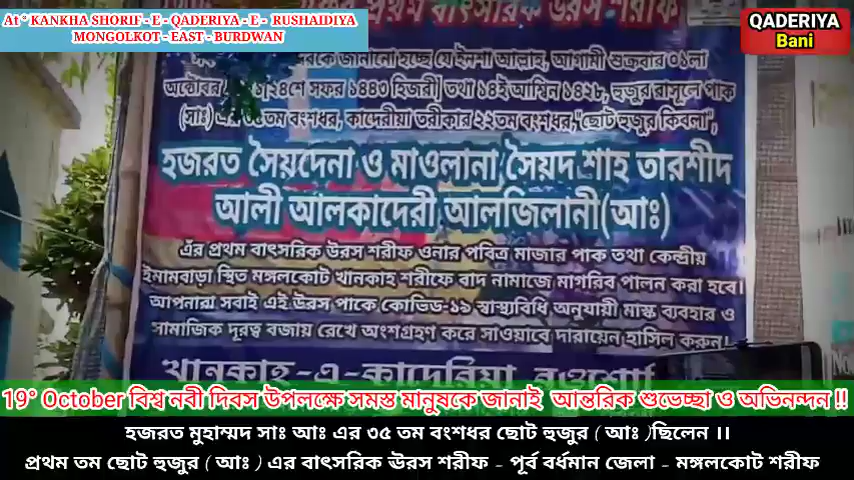 At ° KANKHA SHORIF - E - QADERIYA - E - RUSHAIDIYA
MONGOLKOT - EAST - BURDWAN
QADERIYA
Bani
প্রথম বাৎসরিক উরস শরীফ
জানানো হচ্ছে যে ইনশা আল্লাহ, আগামী শুক্রবার ০১লা
অক্টোবর [২৪শে সফর ১৪৪৩ হিজরী] তথা ১৪ই আশ্বিন ১৪২৮, হুজুর রাসূলে পাক
(সাঃ) এর ৩৫তম বংশধর, কাদেরীয়া তরীকার ২২তম বংশধর,"ছোট হুজুর কিবলা",
হজরত সৈয়দেনা ও মাওলানা সৈয়দ শাহ তারশীদ
আলী আলকাদেরী আলজিলানী(আঃ)
এঁর প্রথম বাৎসরিক উরস শরীফ ওনার পবিত্র মাজার পাক তথা কেন্দ্রীয়
ইমামবাড়া স্থিত মঙ্গলকোট খানকাহ শরীফে বাদ নামাজে মাগরিব পালন করা হবে।
আপনারা সবাই এই উরস পাকে কোভিড-১৯ স্বাস্থ্যবিধি অনুযায়ী মাস্ক ব্যবহার ও
সামাজিক দূরত্ব বজায় রেখে অংশগ্রহণ করে সাওয়াবে দারায়েন হাসিল করুন।
খানকাহ-এ-কাদেরিয়া
19° October বিশ্ব নবী দিবস উপলক্ষে সমস্ত মানুষকে জানাই আন্তরিক শুভেচ্ছা ও অভিনন্দন !!
হজরত মুহাম্মদ সাঃ আঃ এর ৩৫ তম বংশধর ছোট হুজুর ( আঃ )ছিলেন ।।
প্রথম তম ছোট হুজুর ( আঃ ) এর বাৎসরিক ঊরস শরীফ - পূর্ব বর্ধমান জেলা - মঙ্গলকোট শরীফ